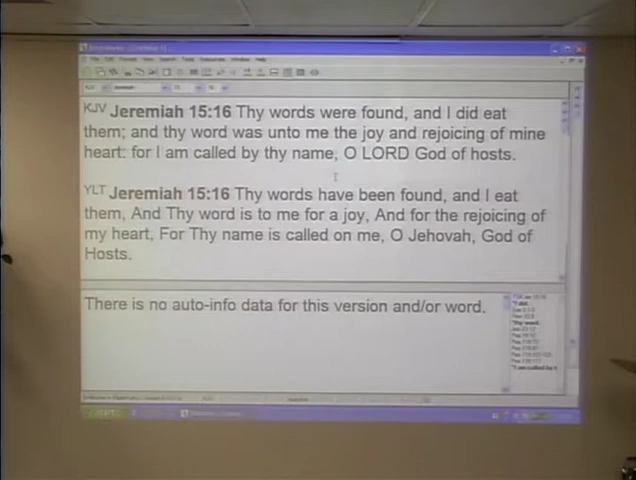 KJV Jeremiah 15:16 Thy words were found, and I did eat
them; and thy word was unto me the joy and rejoicing of mine
heart: for I am called by thy name, O LORD God of hosts.
YLT Jeremiah 15:16 Thy words have been found, and I eat
them, And Thy word is to me for a joy, And for the rejoicing of
my heart, For Thy name is called on me, O Jehovah, God of
Hosts.
There is no auto-info data for this version and/or word.